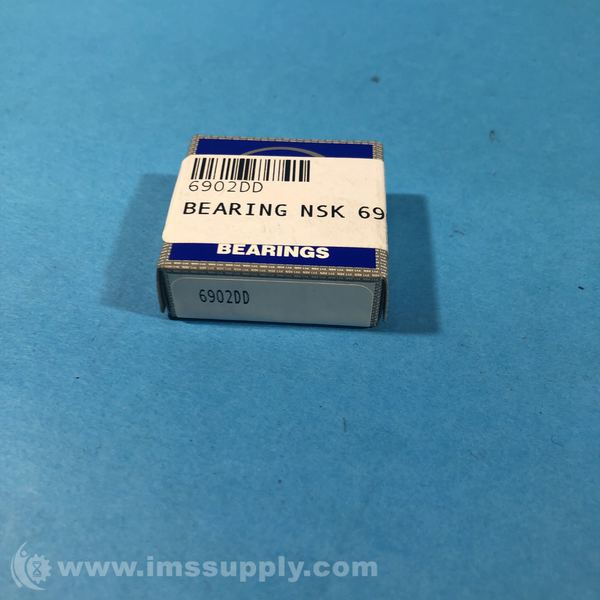 6902DD
BEARING NSK 69
BEARINGS
6902DD
www.imssupply.com